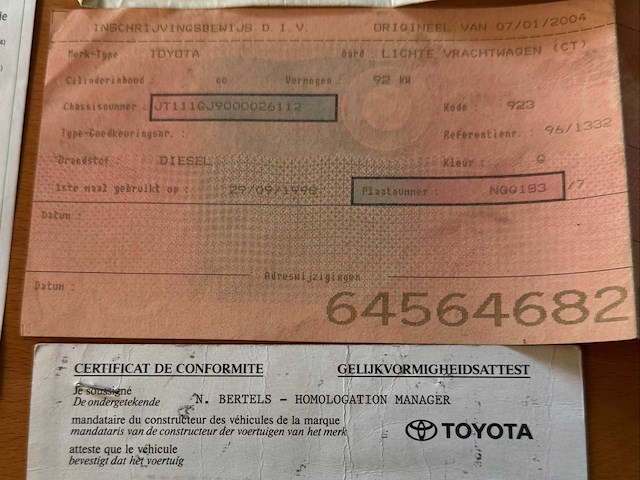 INSCHRIJVINGSBEWIJS D.I.V. ORIGINEEL VAN 07/01/2004
Merk-Type TOYOTA Aard : LICHTE VRACHTWAGEN (CT)
Cilinderinhoud : cc Vermogen : 92 KW
Chassisnummer : JT111GJ9000026112 Kode : 923
Type-Goedkeuringsnr. : Referentienr. : 96/1332
Brandstof : DIESEL Kleur : G
1ste maal gebruikt op : 29/09/1998 Plaatnummer : NGQ193 /7
Datum :
Adreswijzigingen
Datum :
64564682
CERTIFICAT DE CONFORMITE GELIJKVORMIGHEIDSATTEST
Je soussigné
De ondergetekende N. BERTELS - HOMOLOGATION MANAGER
mandataire du constructeur des véhicules de la marque
mandataris van de constructeur der voertuigen van het merk TOYOTA
atteste que le véhicule
bevestigt dat het voertuig